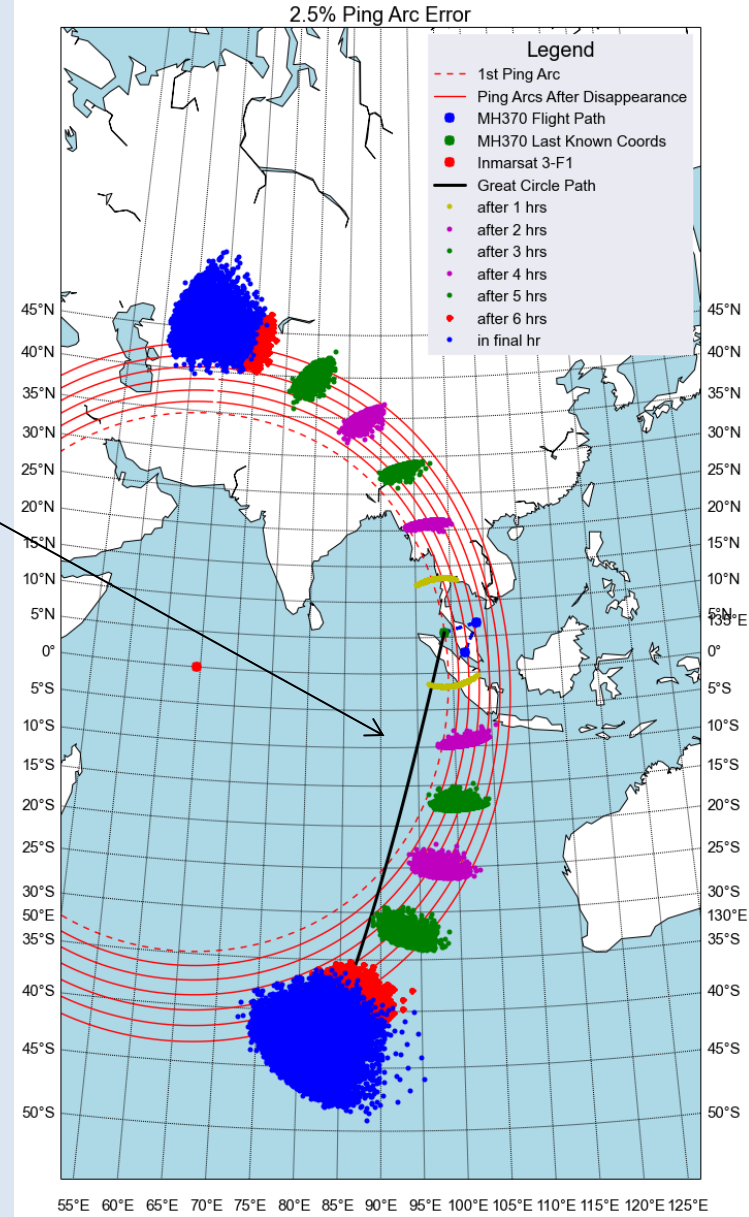 2.5% Ping Arc Error
Legend
1st Ping Arc
Ping Arcs After Disappearance
MH370 Flight Path
MH370 Last Known Coords
Inmarsat 3-F1
Great Circle Path
after 1 hrs
after 2 hrs
after 3 hrs
after 4 hrs
after 5 hrs
after 6 hrs
in final hr
45°N 45°N
40°N 40°N
35°N 35°N
30°N 30°N
25°N 25°N
20°N 20°N
15°N 15°N
10°N 10°N
5°N 5°N
135°E
0° 0°
5°S 5°S
10°S 10°S
15°S 15°S
20°S 20°S
25°S 25°S
30°S 30°S
50°E 130°E
35°S 35°S
40°S 40°S
45°S 45°S
50°S 50°S
55°E 60°E 65°E 70°E 75°E 80°E 85°E 90°E 95°E 100°E 105°E 110°E 115°E 120°E 125°E